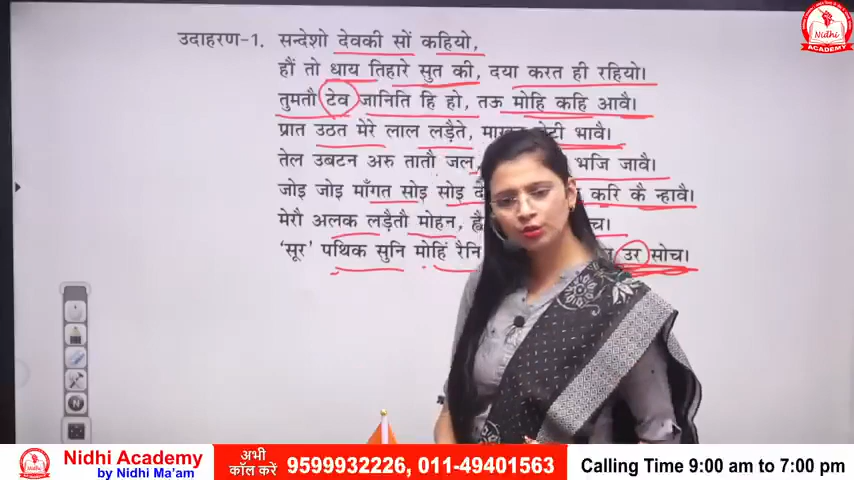 Nidhi
ACADEMY
उदाहरण-1. सन्देशो देवकी सों कहियो,
हौं तो धाय तिहारे सुत की, दया करत ही रहियो।
तुमतौ टेव जानिति हि हो, तऊ मोहि कहि आवै।
प्रात उठत मेरे लाल लड़ैते, भावै।
तेल उबटन अरु तातौ जल, भजि जावै।
जोइ जोइ माँगत सोइ सोइ करि कै न्हावै।
मेरौ अलक लड़ैतौ मोहन,
'सूर' पथिक सुनि मोहिं रैनि उर सोच।
Nidhi Academy
by Nidhi Ma'am
अभी
कॉल करें
9599932226, 011-49401563
Calling Time 9:00 am to 7:00 pm